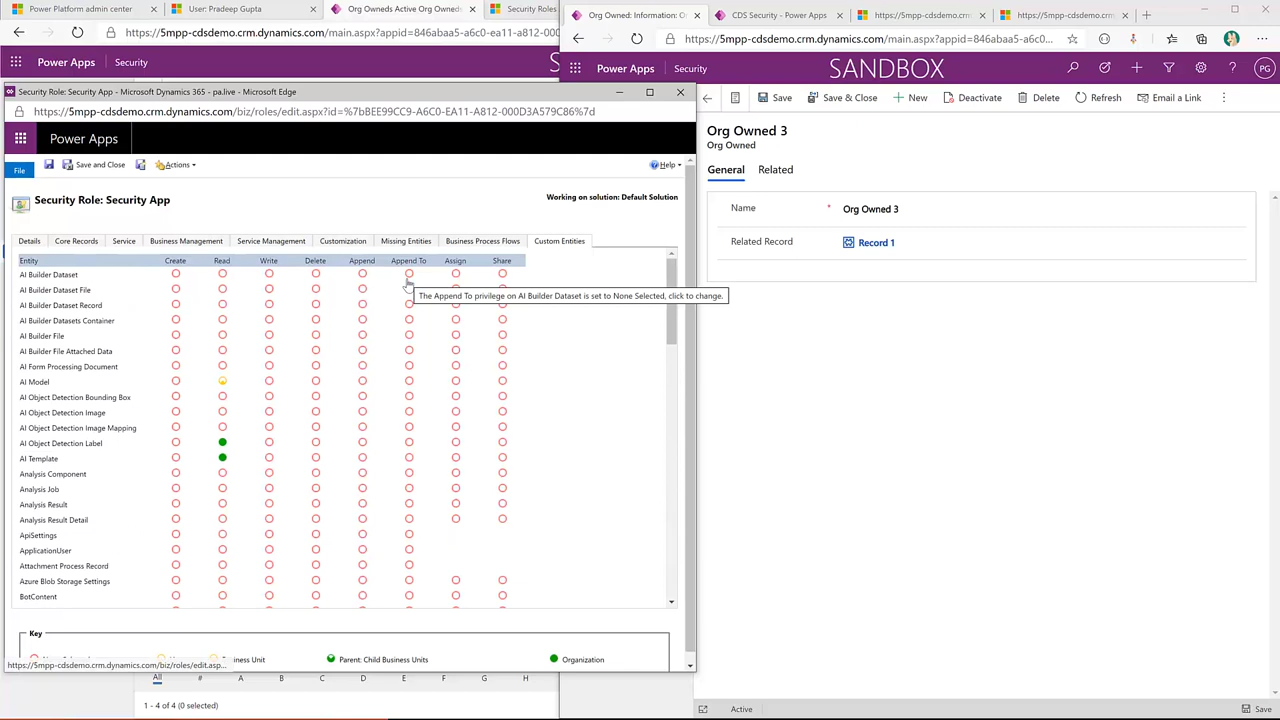 Power Platform admin center
User: Pradeep Gupta
Org Owneds Active Org Owneds
Security Roles
https://5mpp-cdsdemo.crm.dynamics.com/main.aspx?appid=846abaa5-a6c0-ea11-a812-000
Power Apps Security
Security Role: Security App - Microsoft Dynamics 365 - pa.live - Microsoft Edge
https://5mpp-cdsdemo.crm.dynamics.com/biz/roles/edit.aspx?id=%7bBEE99CC9-A6C0-EA11-A812-000D3A579C86%7d
Power Apps
File
Save and Close
Actions
Help
Security Role: Security App
Working on solution: Default Solution
Details Core Records Service Business Management Service Management Customization Missing Entities Business Process Flows Custom Entities
Entity Create Read Write Delete Append Append To Assign Share
AI Builder Dataset
AI Builder Dataset File
The Append To privilege on AI Builder Dataset is set to None Selected, click to change.
AI Builder Dataset Record
AI Builder Datasets Container
AI Builder File
AI Builder File Attached Data
AI Form Processing Document
AI Model
AI Object Detection Bounding Box
AI Object Detection Image
AI Object Detection Image Mapping
AI Object Detection Label
AI Template
Analysis Component
Analysis Job
Analysis Result
Analysis Result Detail
ApiSettings
ApplicationUser
Attachment Process Record
Azure Blob Storage Settings
BotContent
Key
siness Unit
Parent: Child Business Units
Organization
https://5mpp-cdsdemo.crm.dynamics.com/biz/roles/edit.asp...
All # A B C D E F G H
1 - 4 of 4 (0 selected)
Org Owned: Information: Or
CDS Security - Power Apps
https://5mpp-cdsdemo.crm
https://5mpp-cdsdemo.crm
https://5mpp-cdsdemo.crm.dynamics.com/main.aspx?appid=846abaa5-a6c0...
Power Apps Security SANDBOX PG
Save Save & Close New Deactivate Delete Refresh Email a Link
Org Owned 3
Org Owned
General Related
Name * Org Owned 3
Related Record Record 1
Active
Save